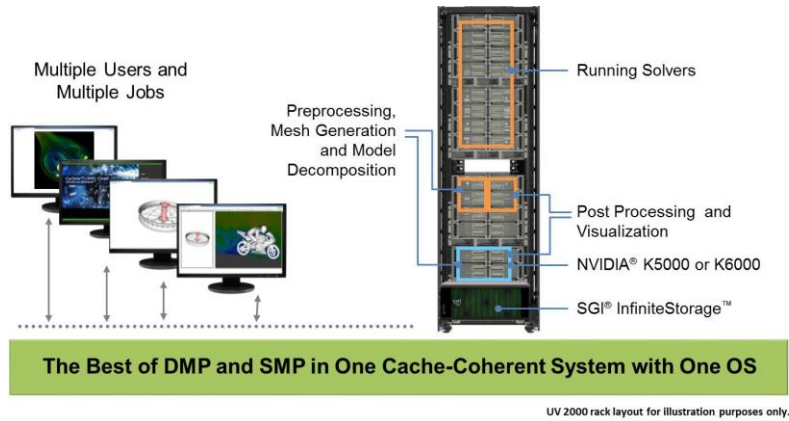 Multiple Users and
Multiple Jobs
Preprocessing,
Mesh Generation
and Model
Decomposition
Running Solvers
Post Processing and
Visualization
NVIDIA® K5000 or K6000
SGI® InfiniteStorage™
The Best of DMP and SMP in One Cache-Coherent System with One OS
UV 2000 rack layout for illustration purposes only.